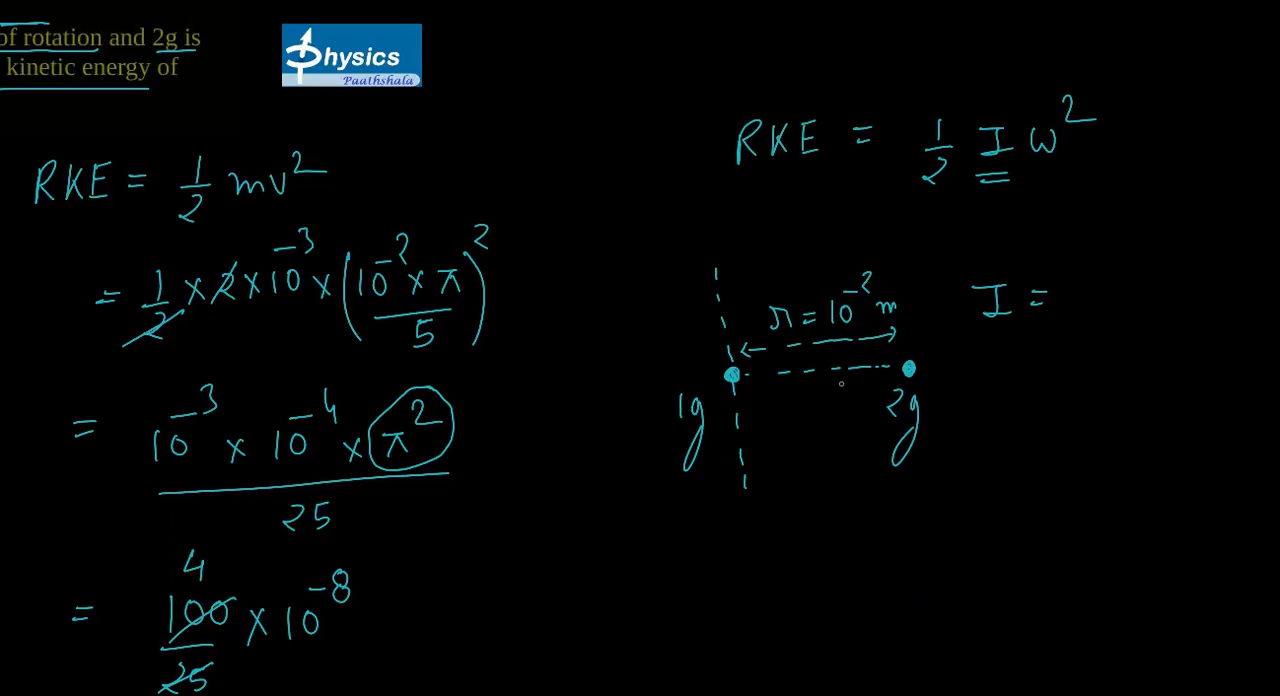 of rotation and 2g is
kinetic energy of
Physics
Paathshala
RKE = 1/2 mv²
= 1/2 × 2 × 10⁻³ × (10⁻² × π / 5)²
= 10⁻³ × 10⁻⁴ × π² / 25
4
= 100/25 × 10⁻⁸
RKE = 1/2 I ω²
r = 10⁻² m
I =
1g
2g